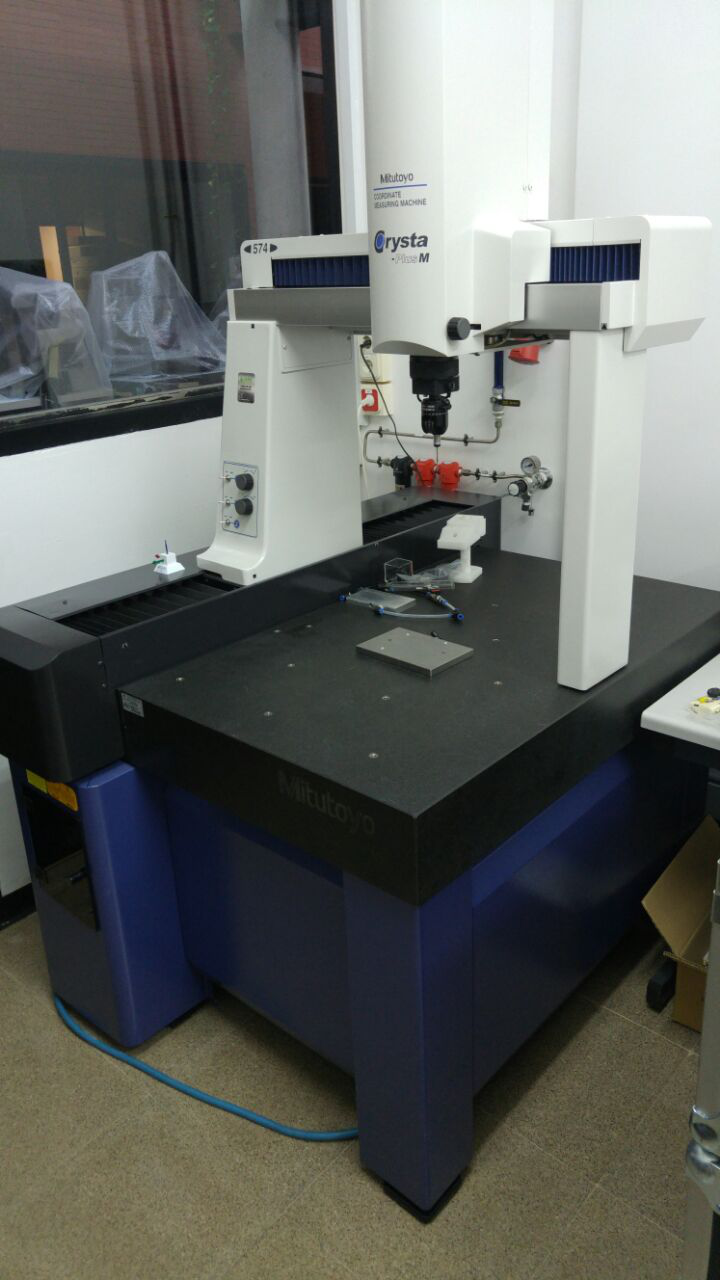 Mitutoyo
COORDINATE
MEASURING MACHINE
Crysta
-Plus M
574
Mitutoyo